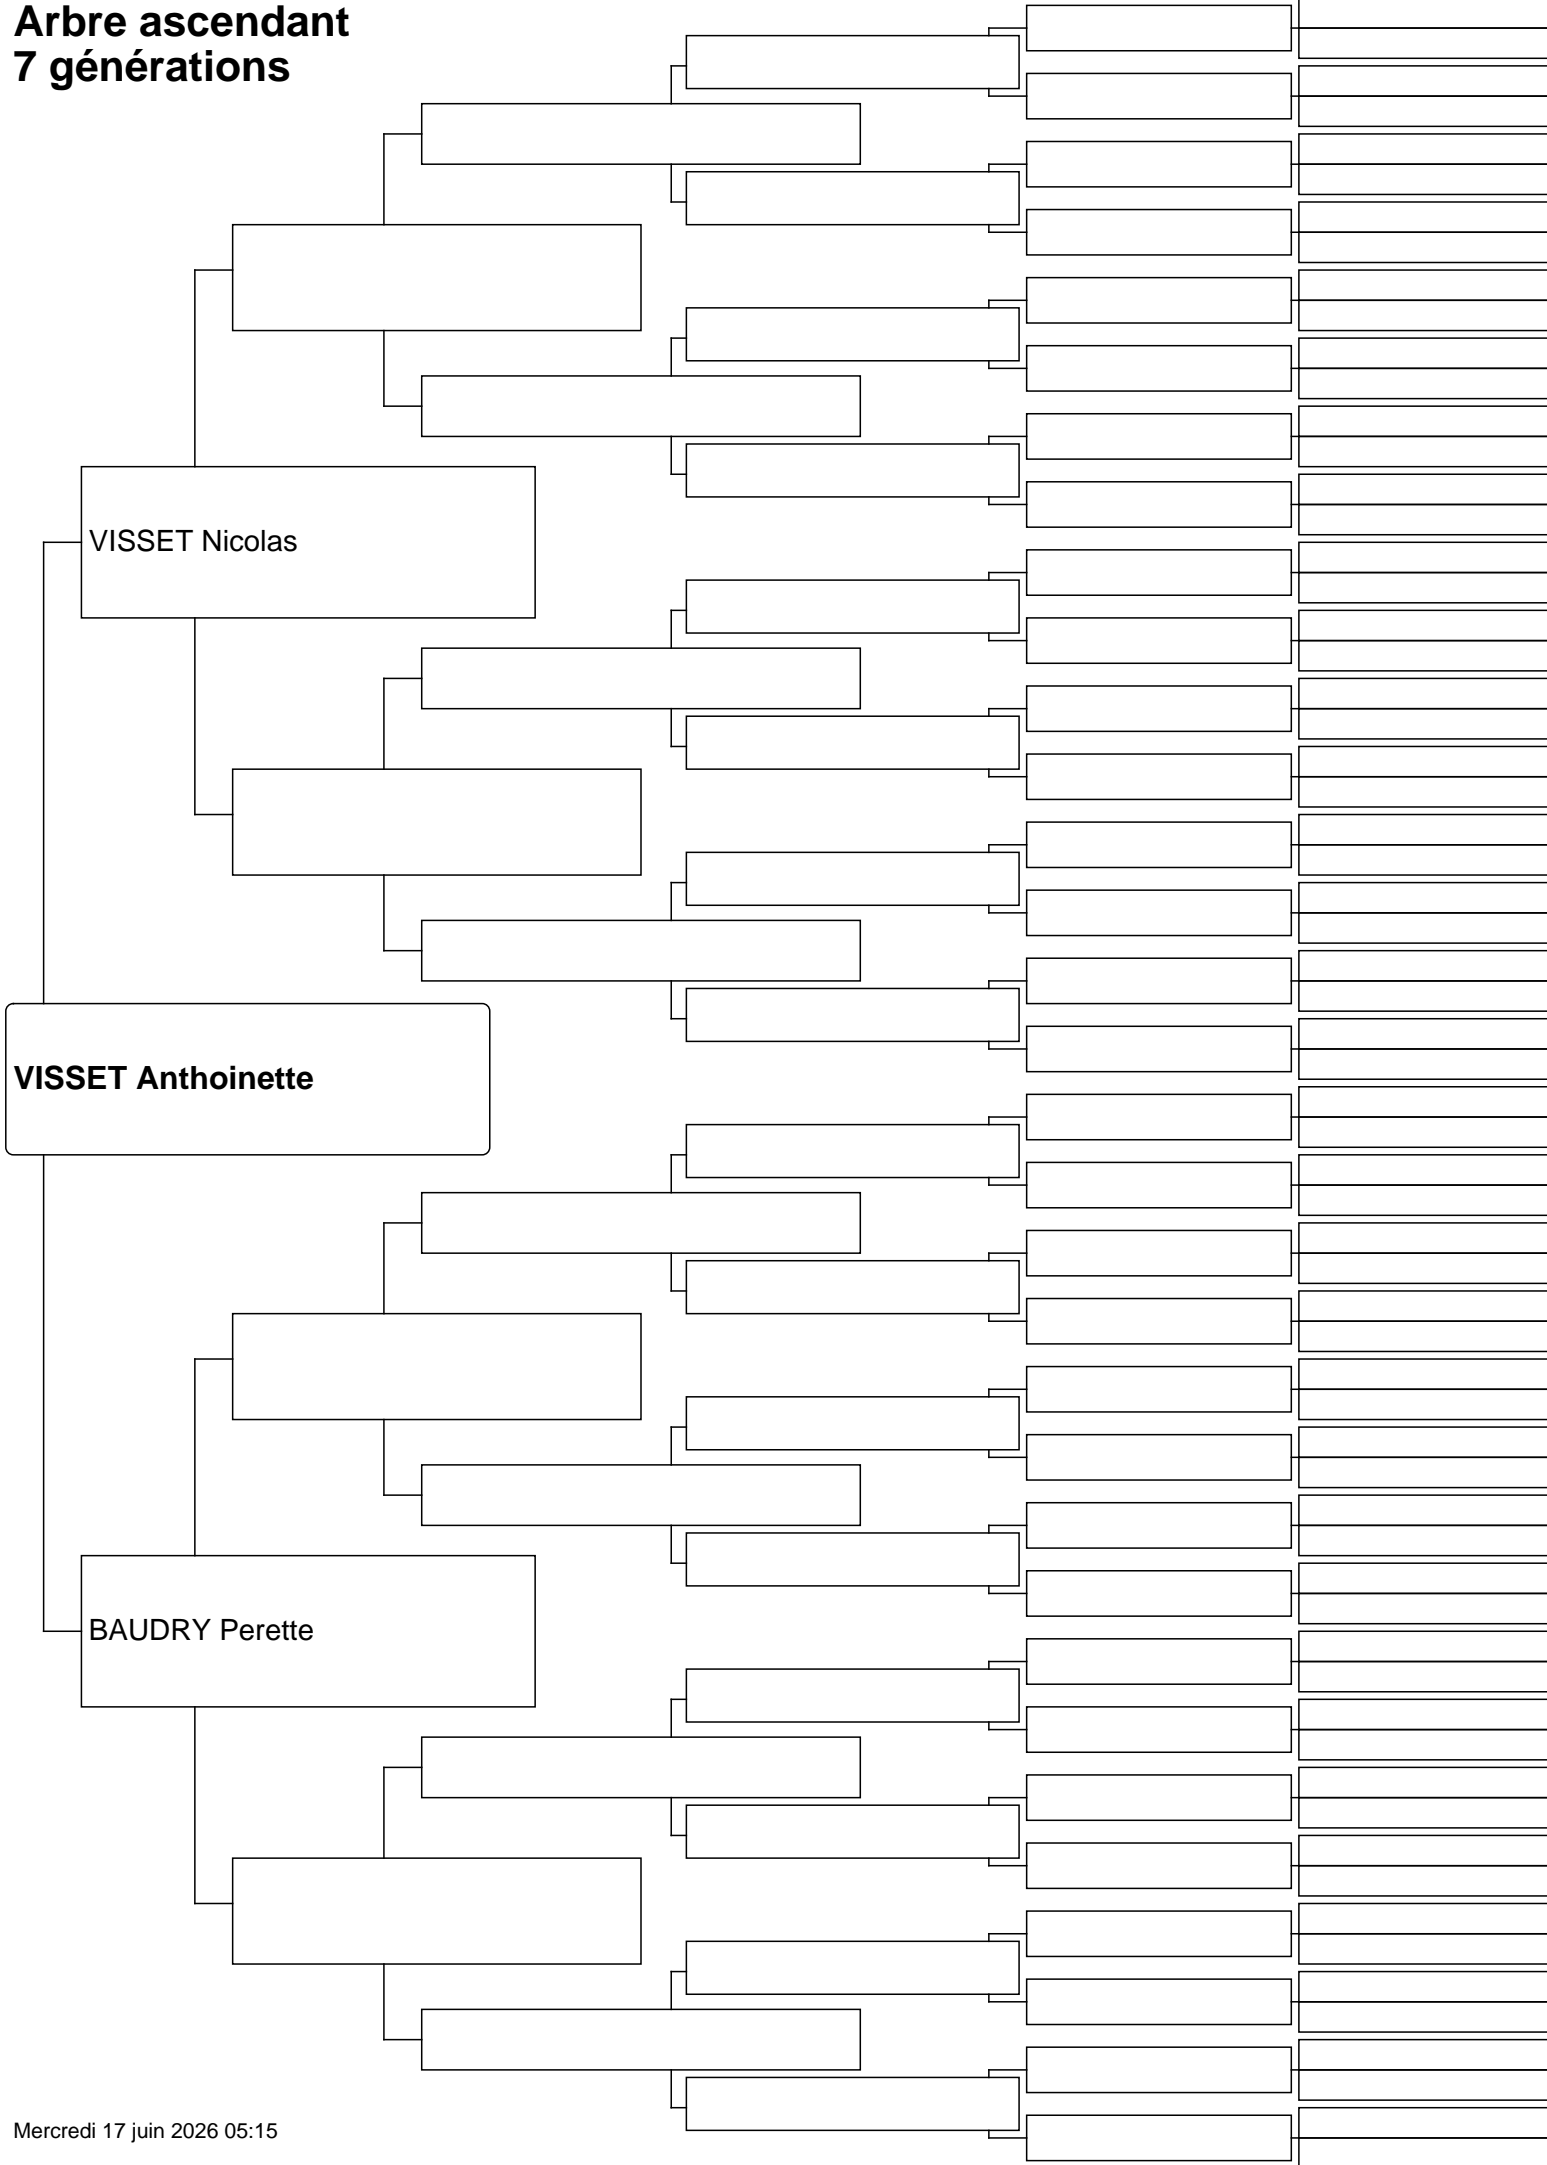 Arbre ascendant
7 générations
VISSET Nicolas
VISSET Anthoinette
BAUDRY Perette
Mercredi 17 juin 2026 05:15